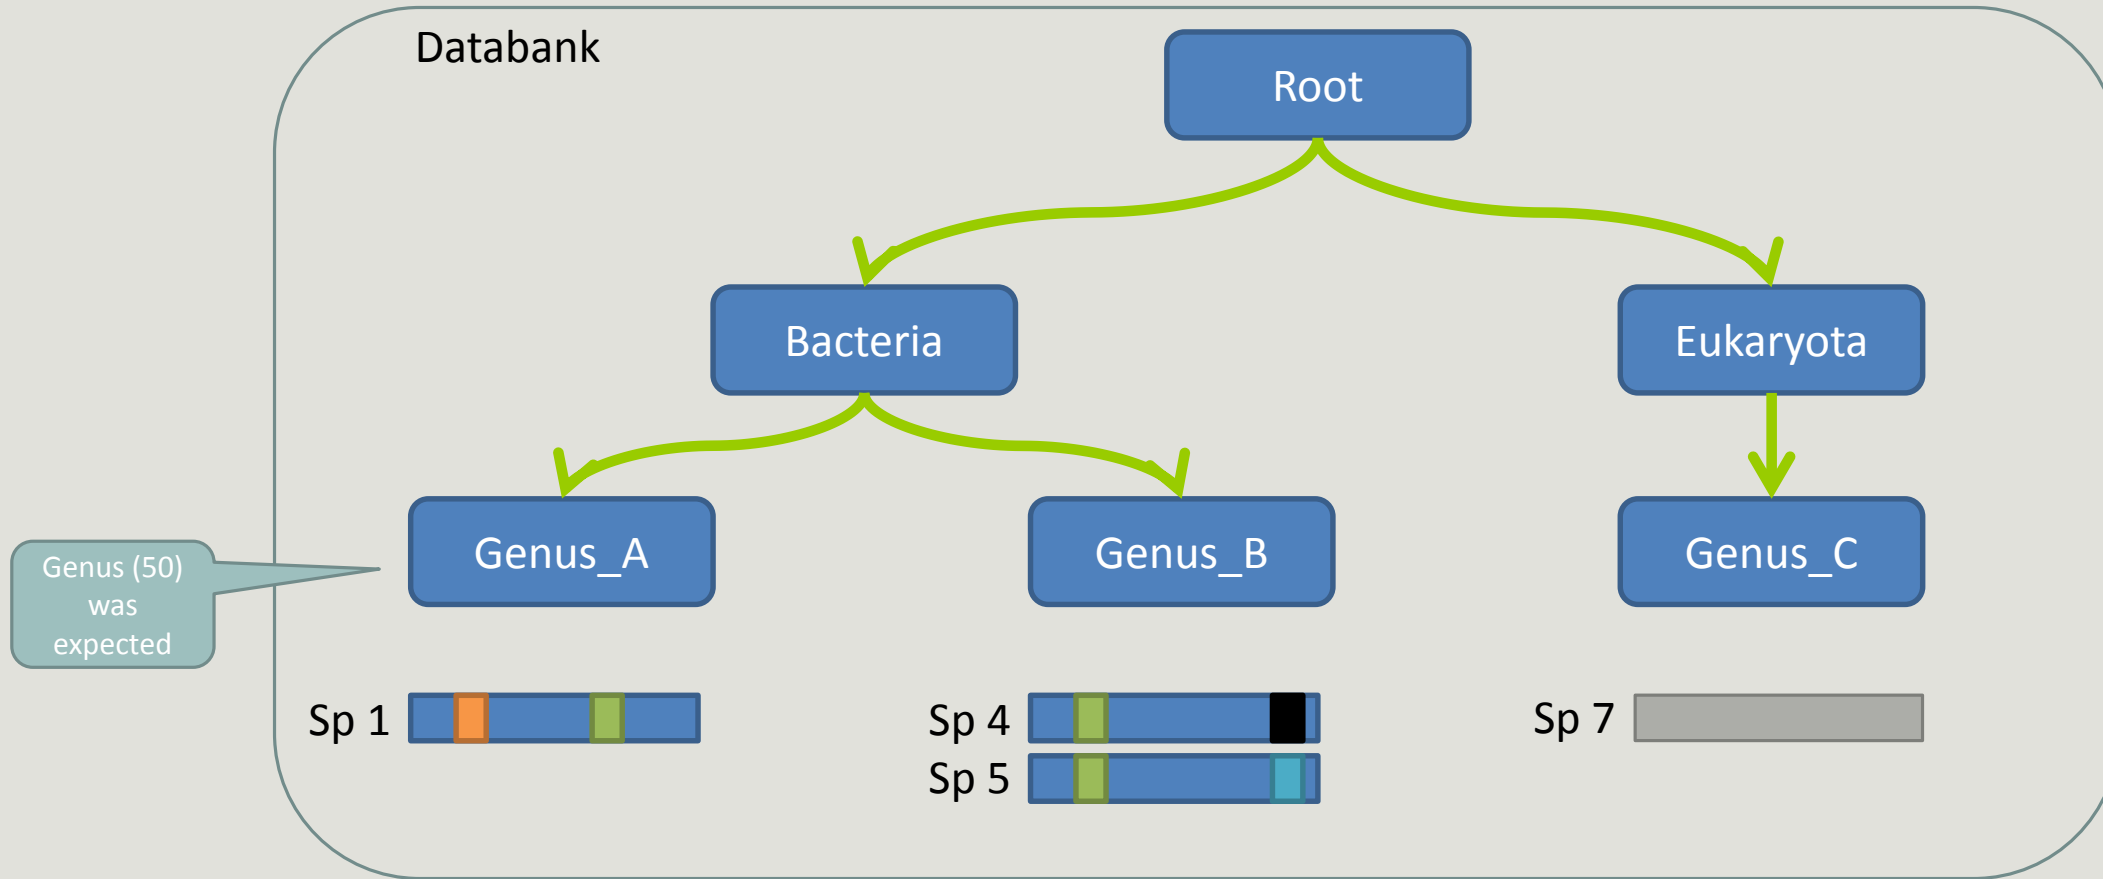 Databank
Root
Bacteria
Eukaryota
Genus_A
Genus_B
Genus_C
Genus (50)
was
expected
Sp 1
Sp 4
Sp 7
Sp 5